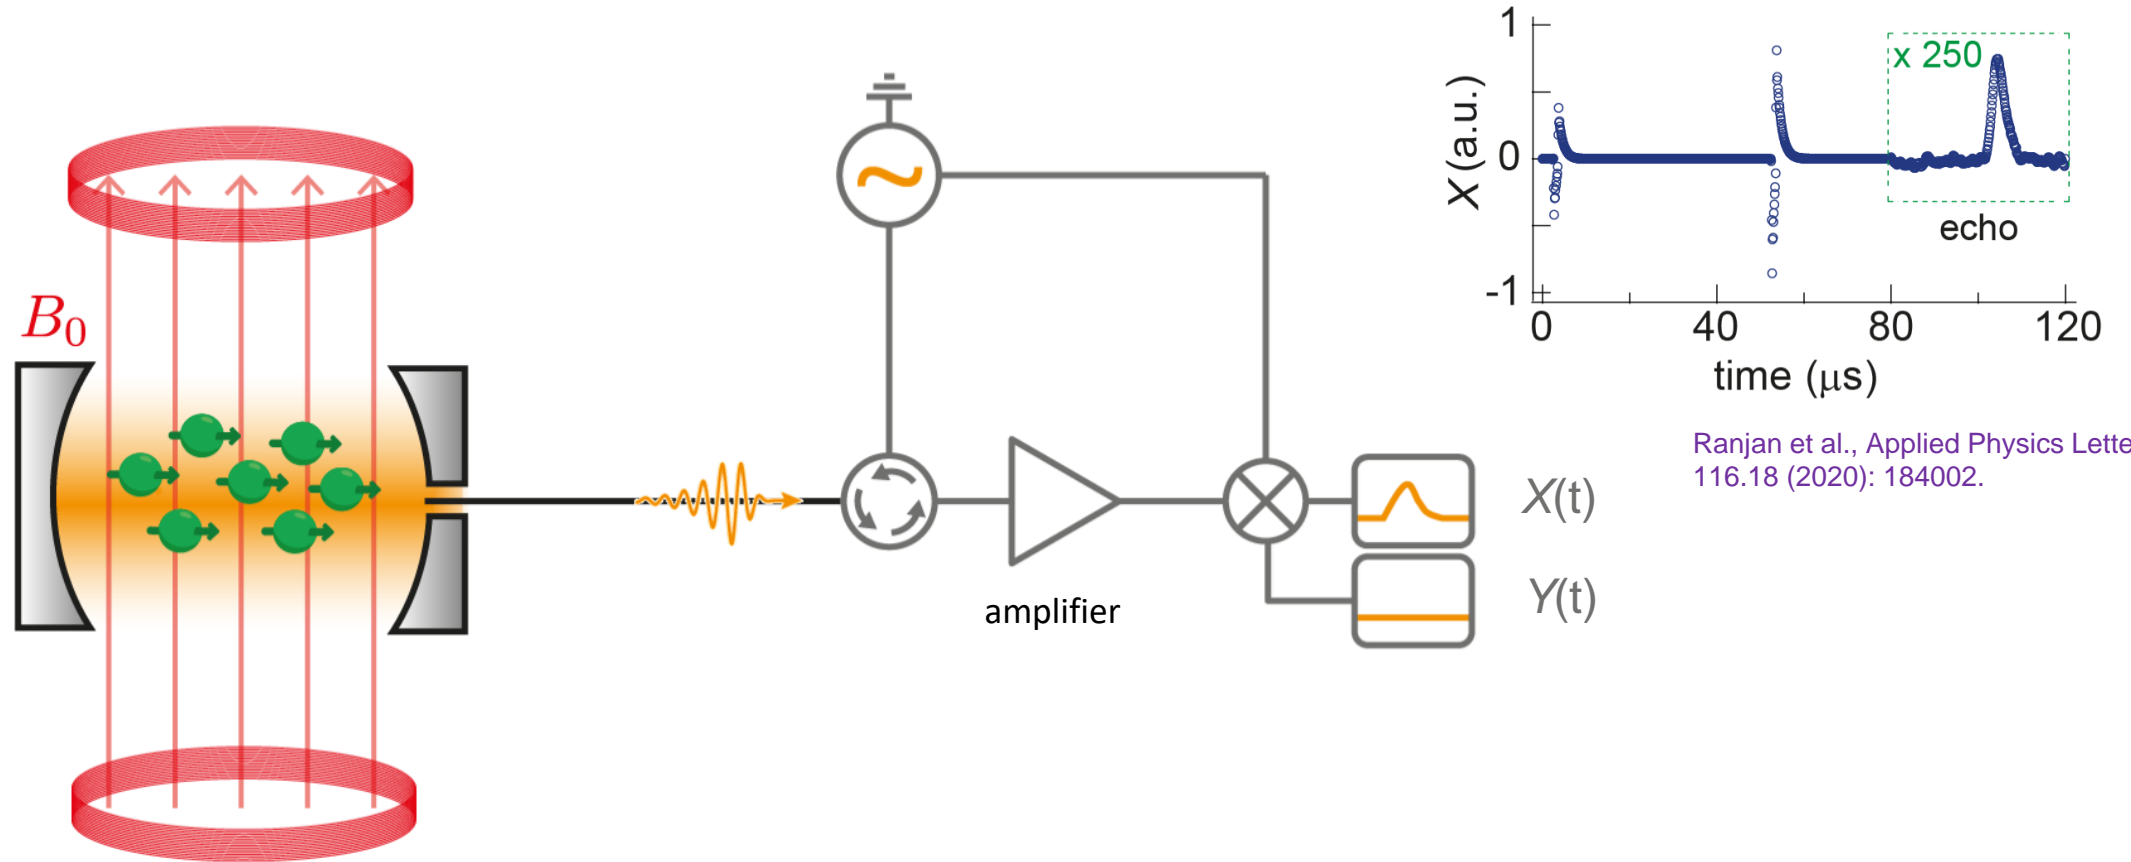 B0
amplifier
X(t)
Y(t)
1
0
-1
X (a.u.)
x 250
echo
0
40
80
120
time (μs)
Ranjan et al., Applied Physics Lette
116.18 (2020): 184002.